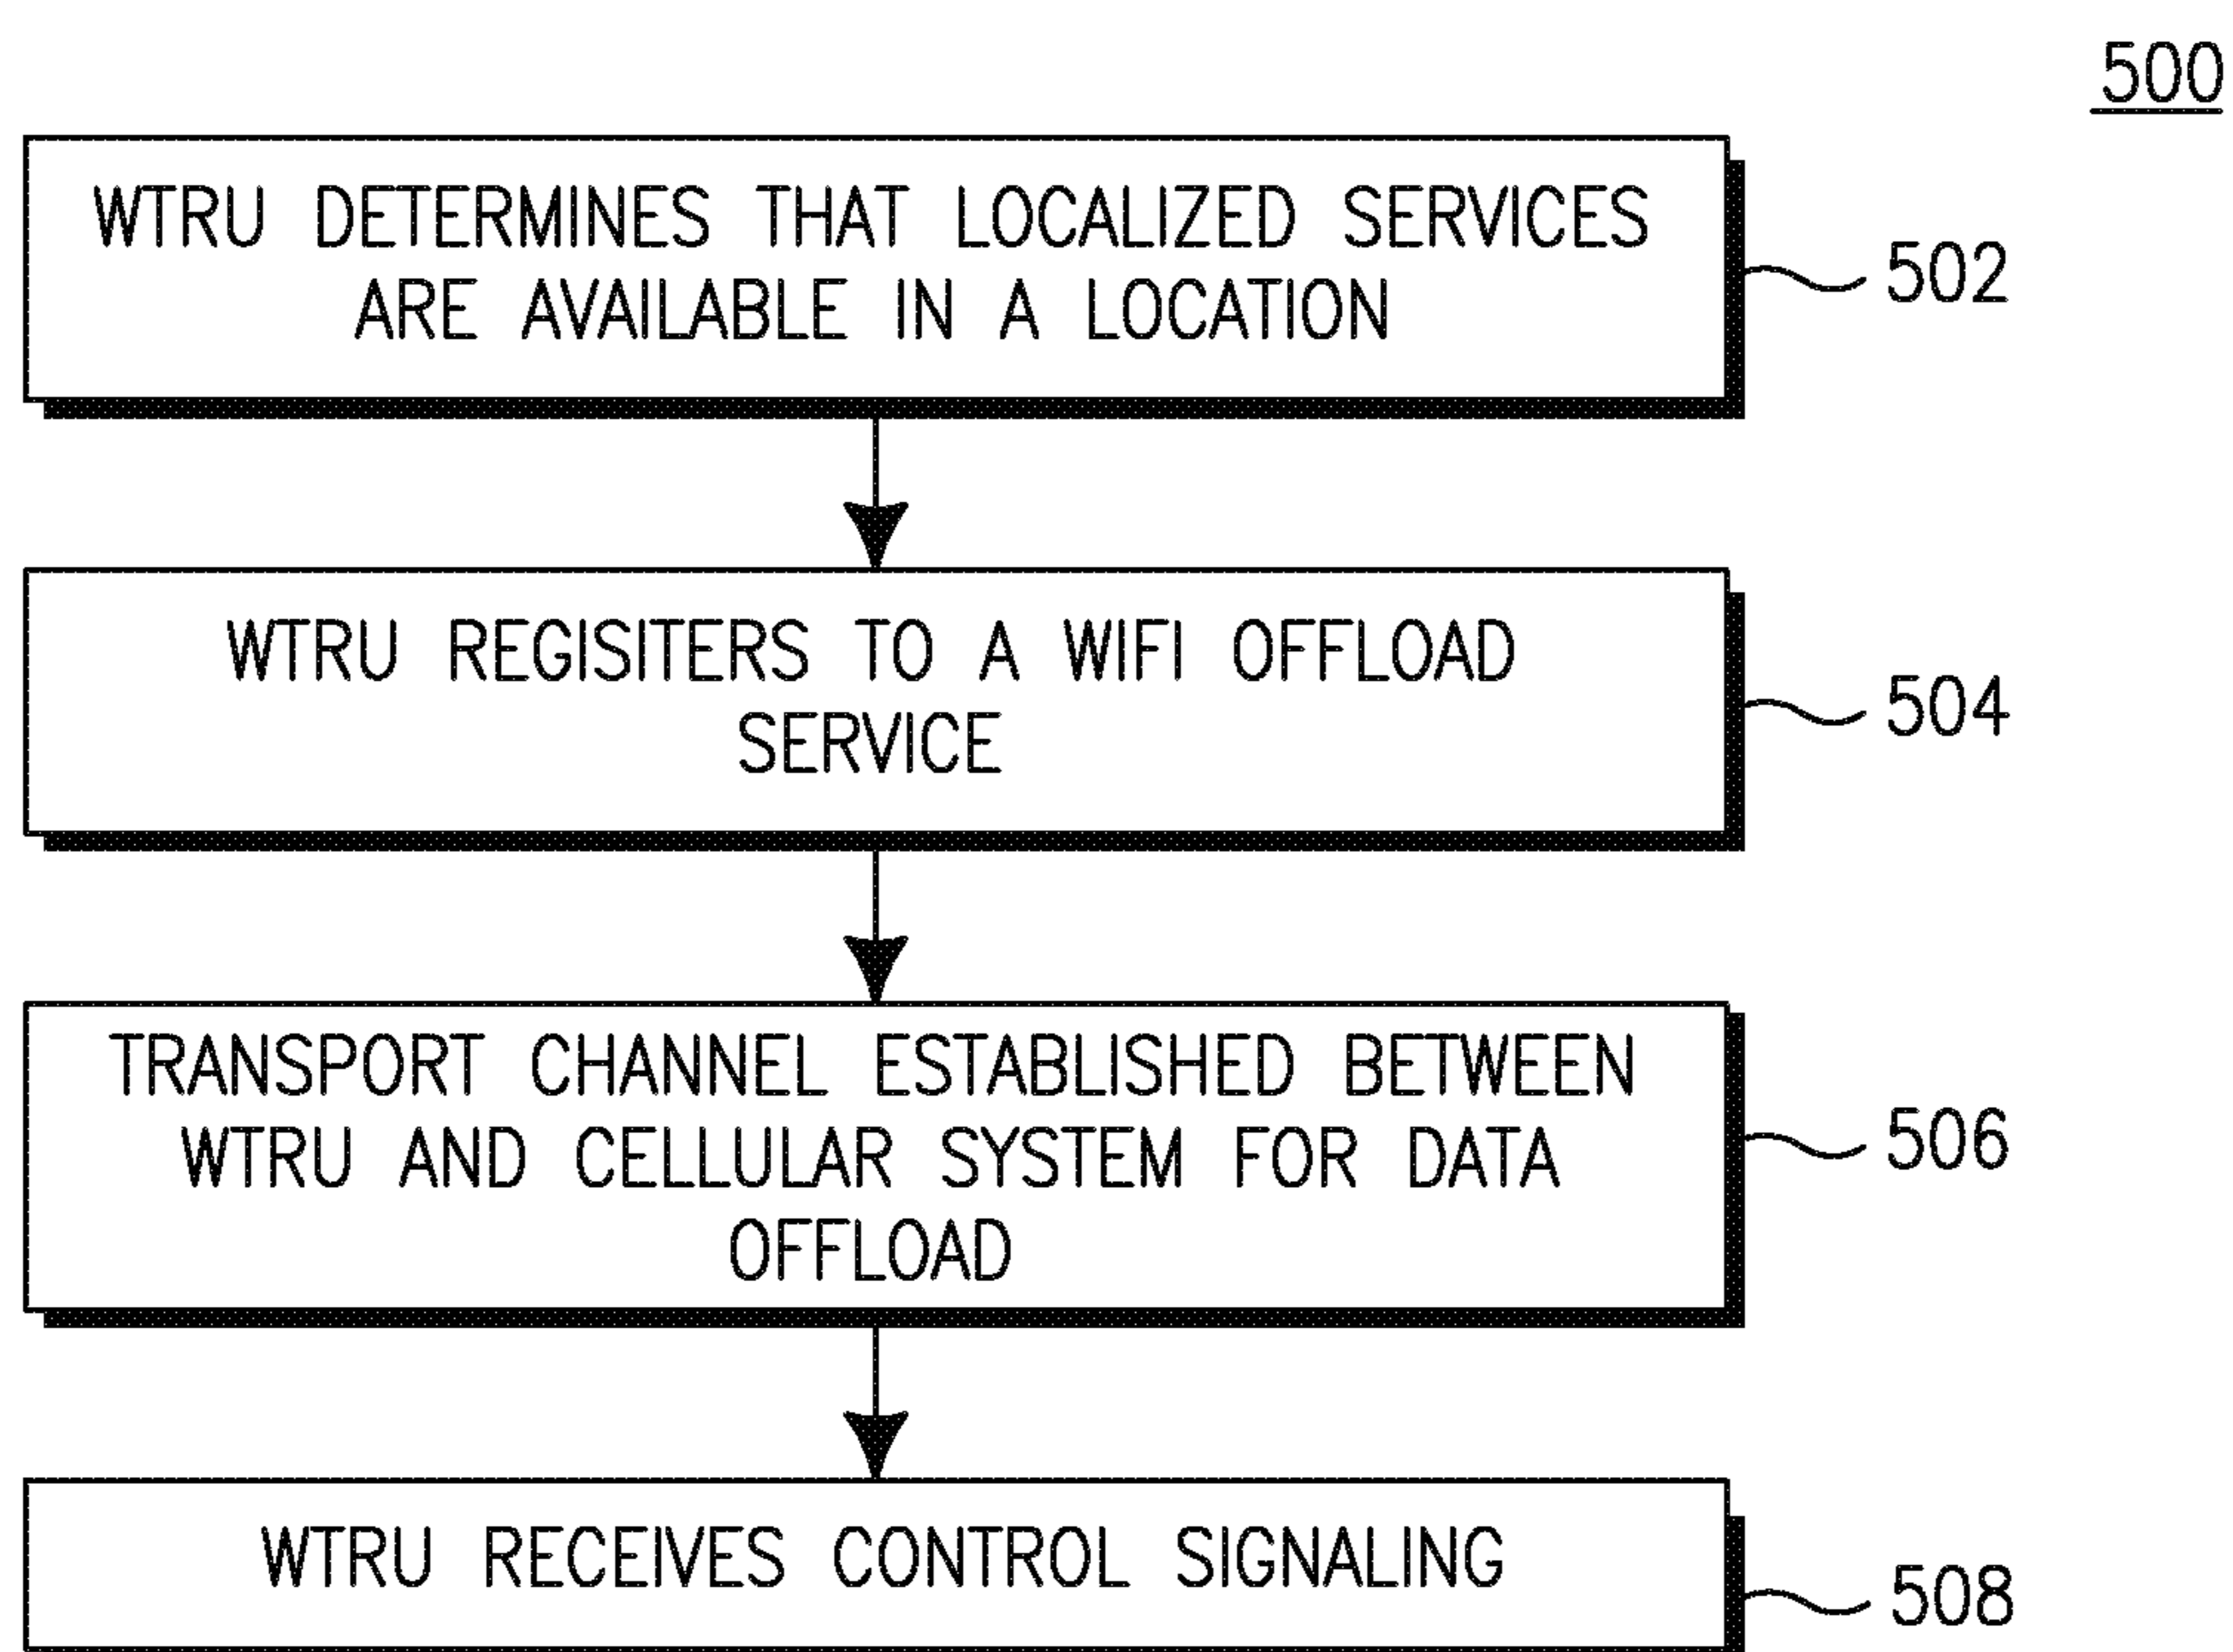 500
WTRU DETERMINES THAT LOCALIZED SERVICES
ARE AVAILABLE IN A LOCATION
502
WTRU REGISITERS TO A WIFI OFFLOAD
SERVICE
504
TRANSPORT CHANNEL ESTABLISHED BETWEEN
WTRU AND CELLULAR SYSTEM FOR DATA
OFFLOAD
506
WTRU RECEIVES CONTROL SIGNALING
508